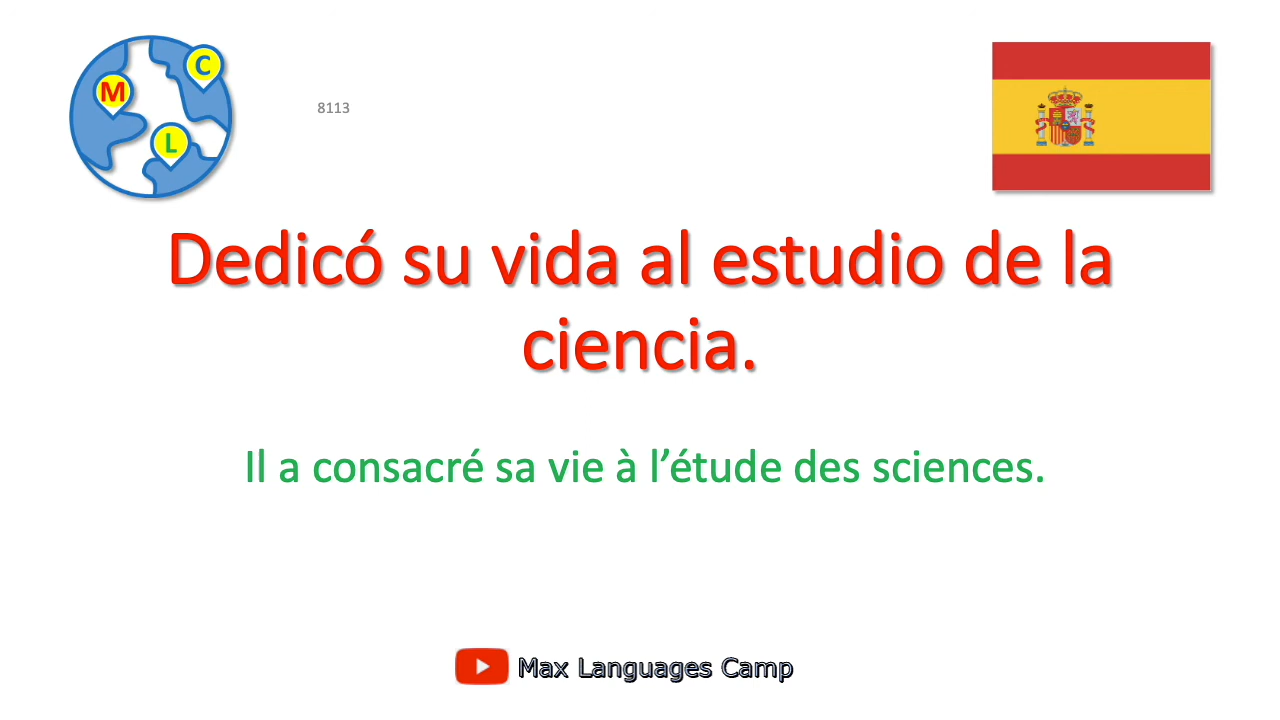 M
C
L
8113
Dedicó su vida al estudio de la
ciencia.
Il a consacré sa vie à l’étude des sciences.
Max Languages Camp